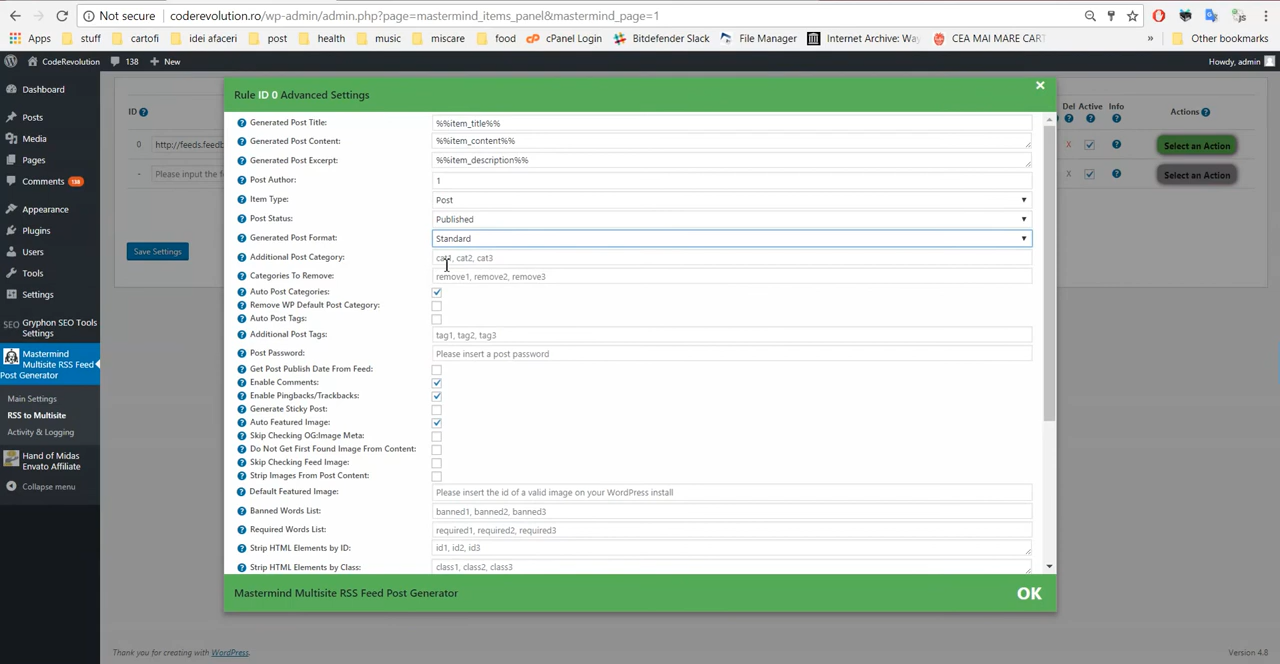 Not secure | coderevolution.ro/wp-admin/admin.php?page=mastermind_items_panel&mastermind_page=1
Apps stuff cartofi idei afaceri post health music miscare food cPanel Login Bitdefender Slack File Manager Internet Archive: Way CEA MAI MARE CART » Other bookmarks
CodeRevolution 138 + New Howdy, admin
Dashboard
Posts
Media
Pages
Comments 138
Appearance
Plugins
Users
Tools
Settings
SEO Gryphon SEO Tools
Settings
Mastermind
Multisite RSS Feed
Post Generator
Main Settings
RSS to Multisite
Activity & Logging
Hand of Midas
Envato Affiliate
Collapse menu
ID
0 http://feeds.feedb
- Please input the f
Save Settings
Del Active Info Actions
X Select an Action
X Select an Action
Rule ID 0 Advanced Settings
Generated Post Title: %%item_title%%
Generated Post Content: %%item_content%%
Generated Post Excerpt: %%item_description%%
Post Author: 1
Item Type: Post
Post Status: Published
Generated Post Format: Standard
Additional Post Category: cat1, cat2, cat3
Categories To Remove: remove1, remove2, remove3
Auto Post Categories:
Remove WP Default Post Category:
Auto Post Tags:
Additional Post Tags: tag1, tag2, tag3
Post Password: Please insert a post password
Get Post Publish Date From Feed:
Enable Comments:
Enable Pingbacks/Trackbacks:
Generate Sticky Post:
Auto Featured Image:
Skip Checking OG:Image Meta:
Do Not Get First Found Image From Content:
Skip Checking Feed Image:
Strip Images From Post Content:
Default Featured Image: Please insert the id of a valid image on your WordPress install
Banned Words List: banned1, banned2, banned3
Required Words List: required1, required2, required3
Strip HTML Elements by ID: id1, id2, id3
Strip HTML Elements by Class: class1, class2, class3
Mastermind Multisite RSS Feed Post Generator OK
Thank you for creating with WordPress. Version 4.8